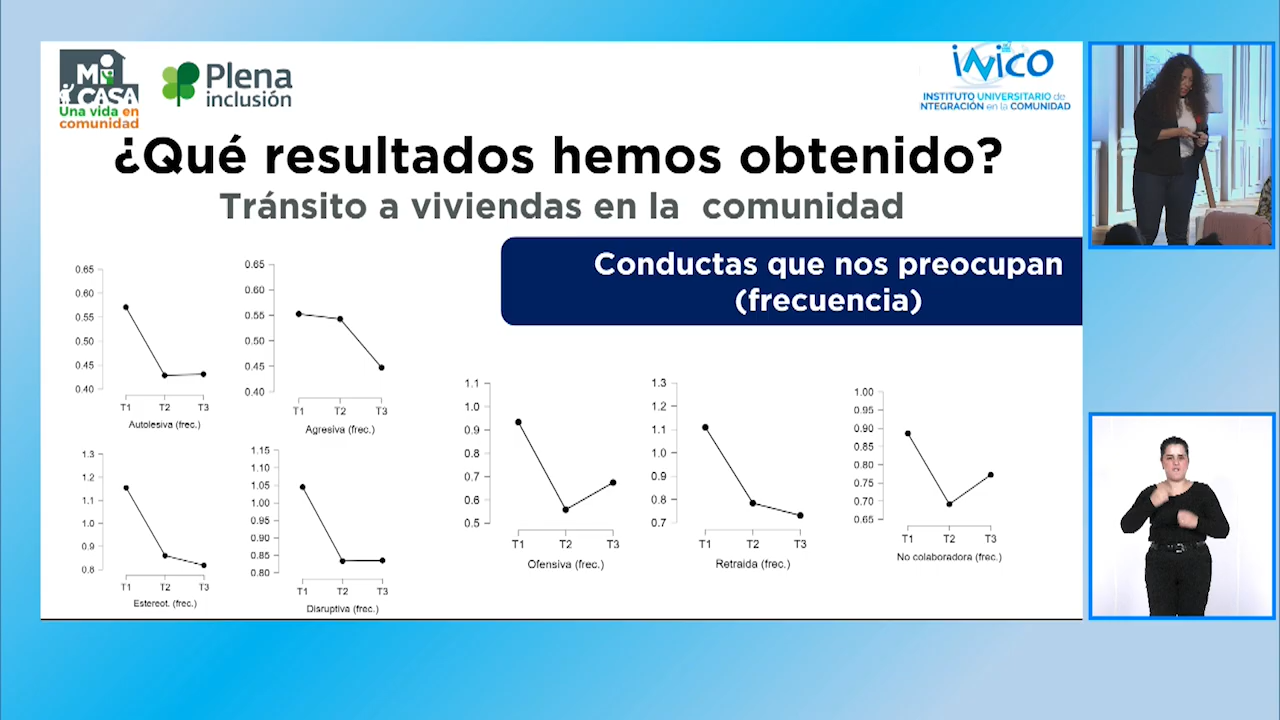 Mi
CASA
Una vida en
comunidad
Plena
inclusión
iNiCO
INSTITUTO UNIVERSITARIO de
INTEGRACIÓN en la COMUNIDAD
¿Qué resultados hemos obtenido?
Tránsito a viviendas en la comunidad
Conductas que nos preocupan
(frecuencia)
0.65
0.60
0.55
0.50
0.45
0.40
T1 T2 T3
Autolesiva (frec.)
0.65
0.60
0.55
0.50
0.45
0.40
T1 T2 T3
Agresiva (frec.)
1.3
1.2
1.1
1.0
0.9
0.8
T1 T2 T3
Estereot. (frec.)
1.15
1.10
1.05
1.00
0.95
0.90
0.85
0.80
T1 T2 T3
Disruptiva (frec.)
1.1
1.0
0.9
0.8
0.7
0.6
0.5
T1 T2 T3
Ofensiva (frec.)
1.3
1.2
1.1
1.0
0.9
0.8
0.7
T1 T2 T3
Retraida (frec.)
1.00
0.95
0.90
0.85
0.80
0.75
0.70
0.65
T1 T2 T3
No colaboradora (frec.)